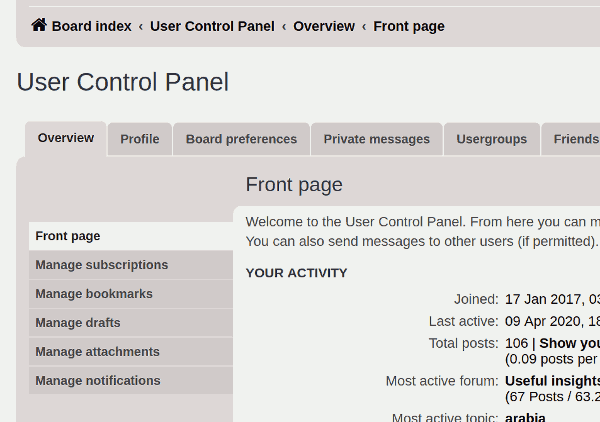 Board index ‹ User Control Panel ‹ Overview ‹ Front page
User Control Panel
Overview Profile Board preferences Private messages Usergroups Friends
Front page
Front page
Manage subscriptions
Manage bookmarks
Manage drafts
Manage attachments
Manage notifications
Welcome to the User Control Panel. From here you can m
You can also send messages to other users (if permitted).
YOUR ACTIVITY
Joined: 17 Jan 2017, 03
Last active: 09 Apr 2020, 18
Total posts: 106 | Show you
(0.09 posts per
Most active forum: Useful insights
(67 Posts / 63.2
Most active topic: arabia